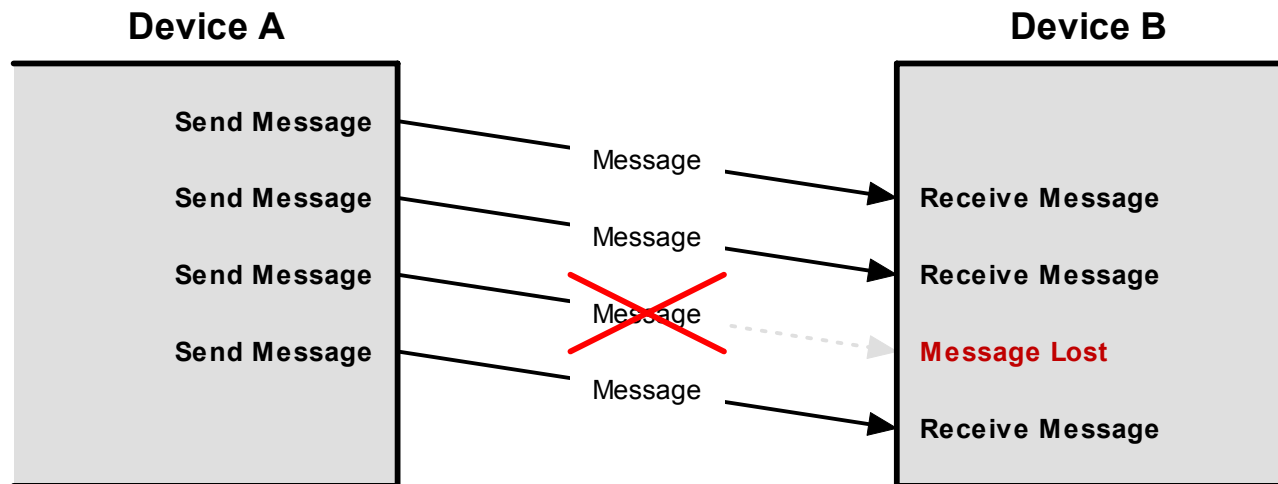 Device A
Device B
Send Message
Message
Send Message
Receive Message
Message
Send Message
Receive Message
Message
Send Message
Message Lost
Message
Receive Message